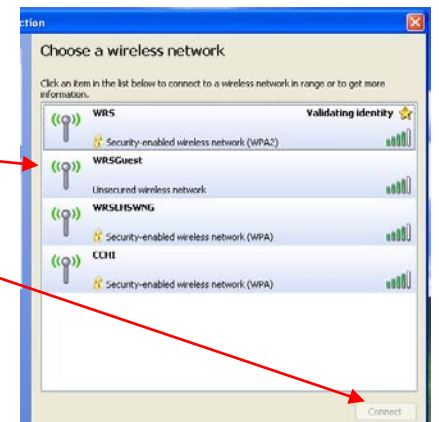 ction
Choose a wireless network
Click an item in the list below to connect to a wireless network in range or to get more
information.
WRS Validating identity
Security-enabled wireless network (WPA2)
WRSGuest
Unsecured wireless network
WRSLHSWNG
Security-enabled wireless network (WPA)
CCHI
Security-enabled wireless network (WPA)
Connect